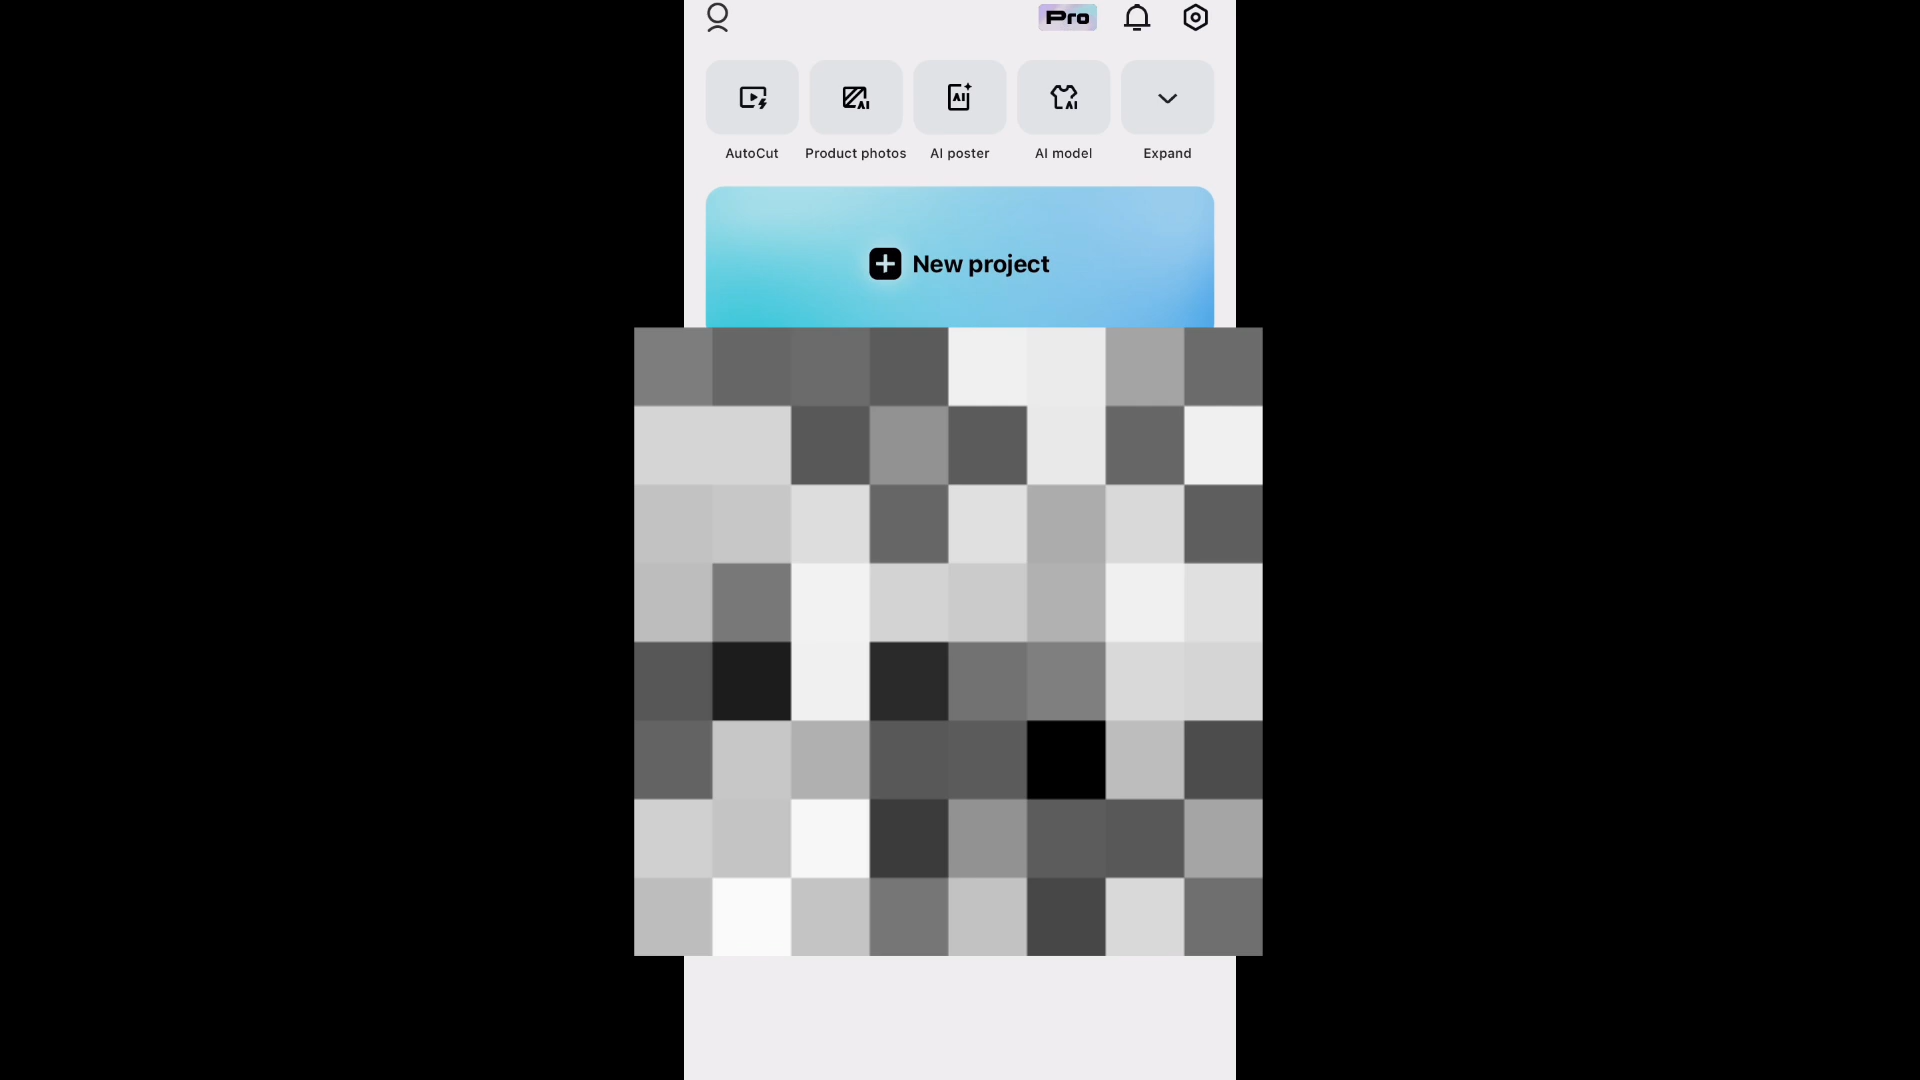 Pro
AutoCut
Product photos
AI poster
AI model
Expand
New project